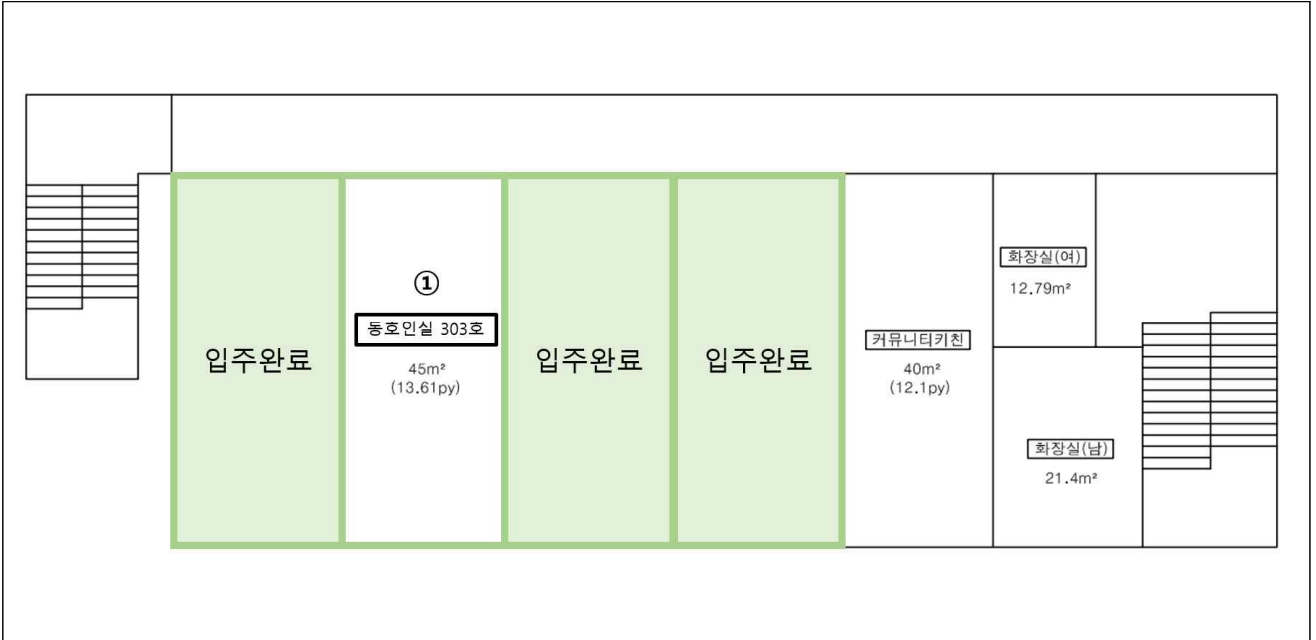 입주완료
①
동호인실 303호
45m²
(13.61py)
입주완료
입주완료
커뮤니티키친
40m²
(12.1py)
화장실(여)
12.79m²
화장실(남)
21.4m²